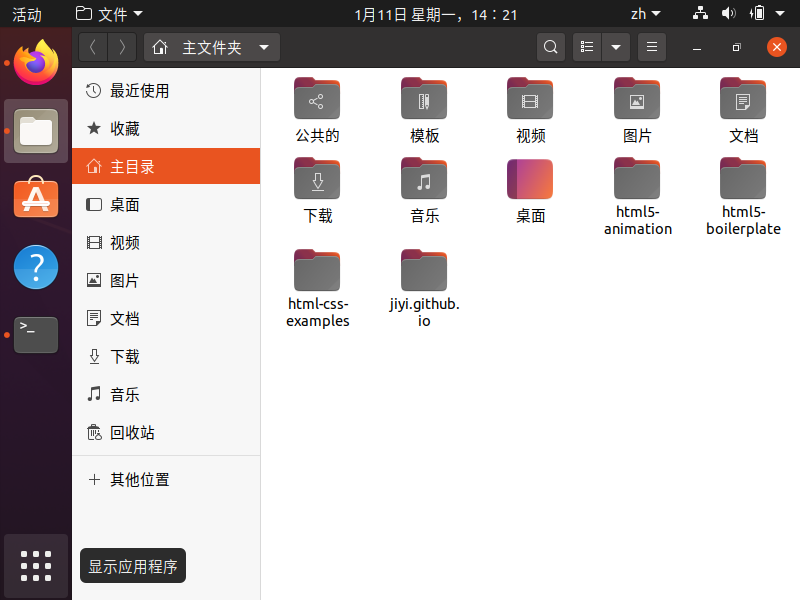 活动
文件
1月11日 星期一，14：21
zh
主文件夹
最近使用
收藏
主目录
桌面
视频
图片
文档
下载
音乐
回收站
其他位置
公共的
模板
视频
图片
文档
下载
音乐
桌面
html5-
animation
html5-
boilerplate
html-css-
examples
jiyi.github.
io
显示应用程序